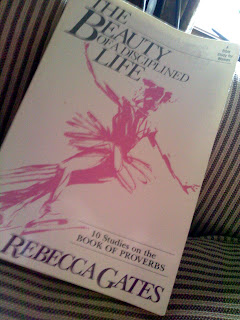 THE
BEAUTY
OF A DISCIPLINED
LIFE
10 Studies on the
BOOK OF PROVERBS
REBECCA GATES